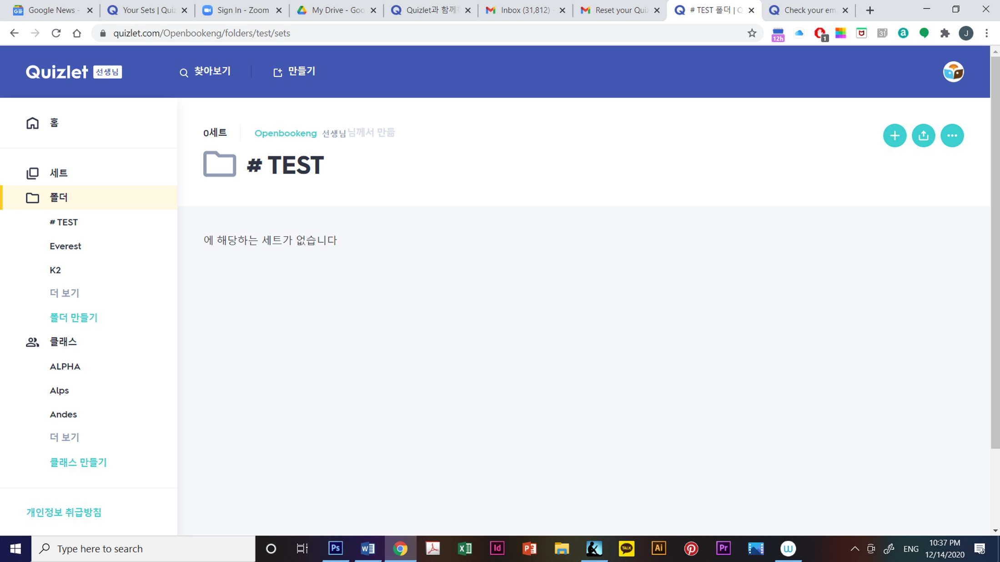 Google News -
Your Sets | Quiz
Sign In - Zoom
My Drive - Goo
Quizlet과 함께
Inbox (31,812) -
Reset your Quiz
# TEST 폴더 | Q
Check your em
quizlet.com/Openbookeng/folders/test/sets
12h
1
31
a
J
Quizlet 선생님
찾아보기
만들기
홈
세트
폴더
# TEST
Everest
K2
더 보기
폴더 만들기
클래스
ALPHA
Alps
Andes
더 보기
클래스 만들기
개인정보 취급방침
0세트
Openbookeng 선생님님께서 만듦
# TEST
에 해당하는 세트가 없습니다
Type here to search
Ps
W
Id
P
TALK
Ai
Pr
W
ENG
10:37 PM
12/14/2020